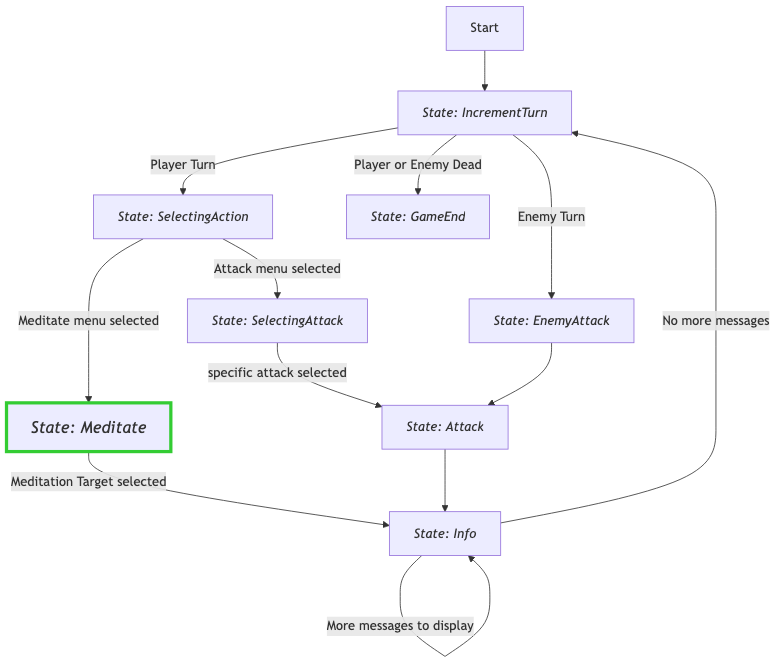 Start
State: IncrementTurn
Player Turn
Player or Enemy Dead
State: SelectingAction
State: GameEnd
Enemy Turn
Attack menu selected
Meditate menu selected
State: SelectingAttack
State: EnemyAttack
No more messages
specific attack selected
State: Meditate
State: Attack
Meditation Target selected
State: Info
More messages to display